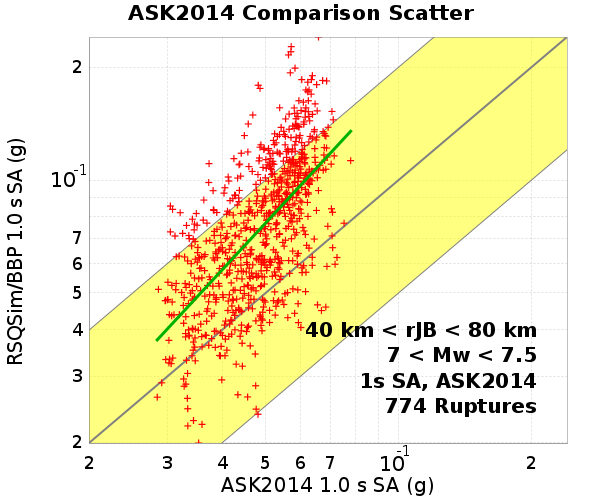 ASK2014 Comparison Scatter
RSQSim/BBP 1.0 s SA (g)
2
10-1
7
6
5
4
3
2
40 km < rJB < 80 km
7 < Mw < 7.5
1s SA, ASK2014
774 Ruptures
2 3 4 5 6 7 10-1 2
ASK2014 1.0 s SA (g)